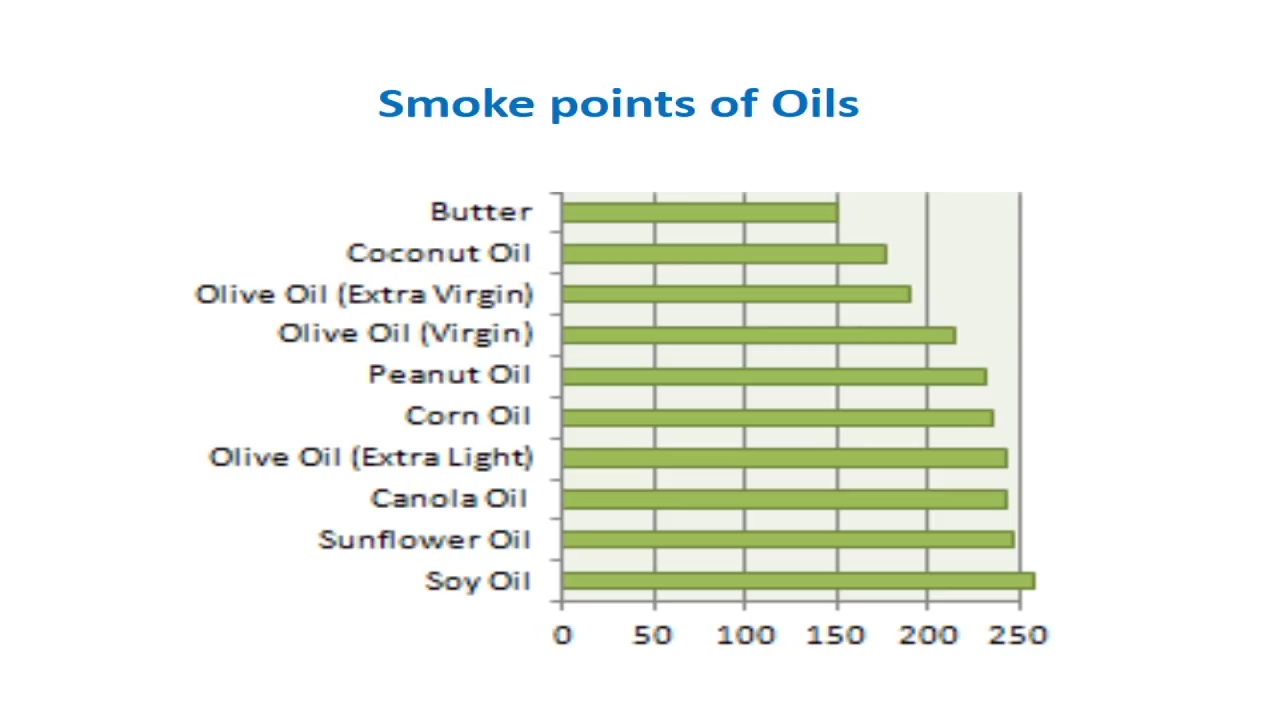 Smoke points of Oils
Butter
Coconut Oil
Olive Oil (Extra Virgin)
Olive Oil (Virgin)
Peanut Oil
Corn Oil
Olive Oil (Extra Light)
Canola Oil
Sunflower Oil
Soy Oil
0 50 100 150 200 250